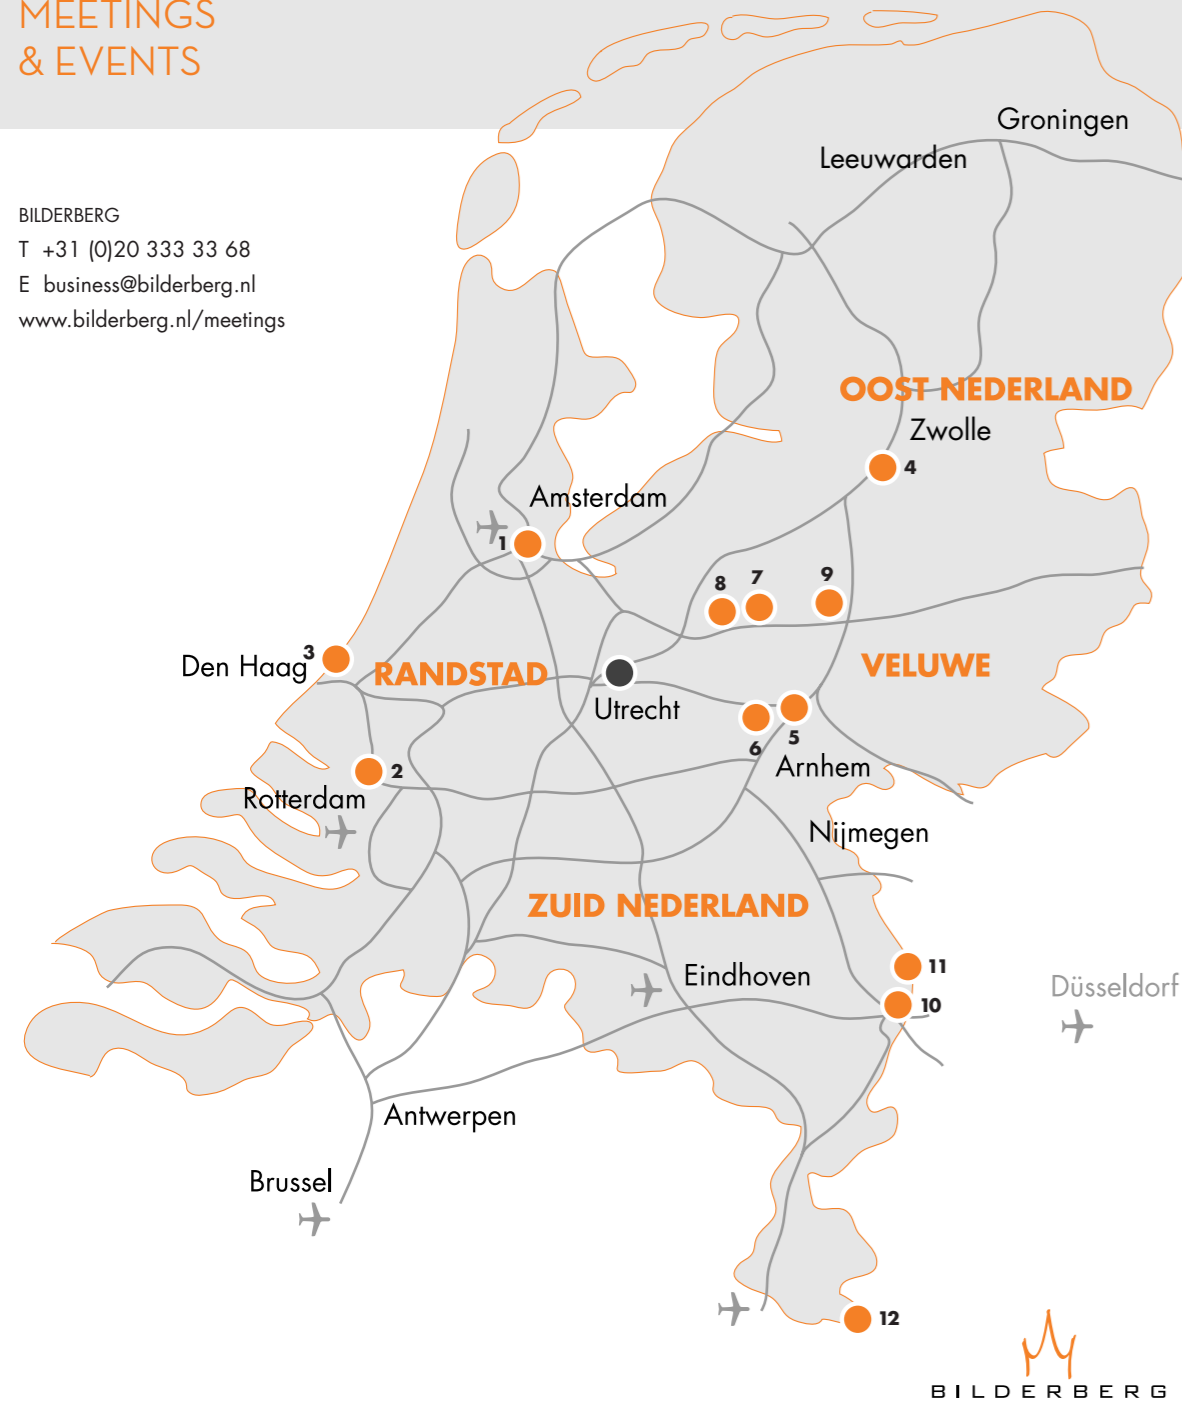 MEETINGS
& EVENTS
BILDERBERG
T +31 (0)20 333 33 68
E business@bilderberg.nl
www.bilderberg.nl/meetings
Groningen
Leeuwarden
OOST NEDERLAND
Zwolle
4
Amsterdam
1
8
7
9
Den Haag
3
RANDSTAD
VELUWE
Utrecht
6
5
Arnhem
2
Rotterdam
Nijmegen
ZUID NEDERLAND
11
Eindhoven
10
Düsseldorf
Antwerpen
Brussel
12
BILDERBERG